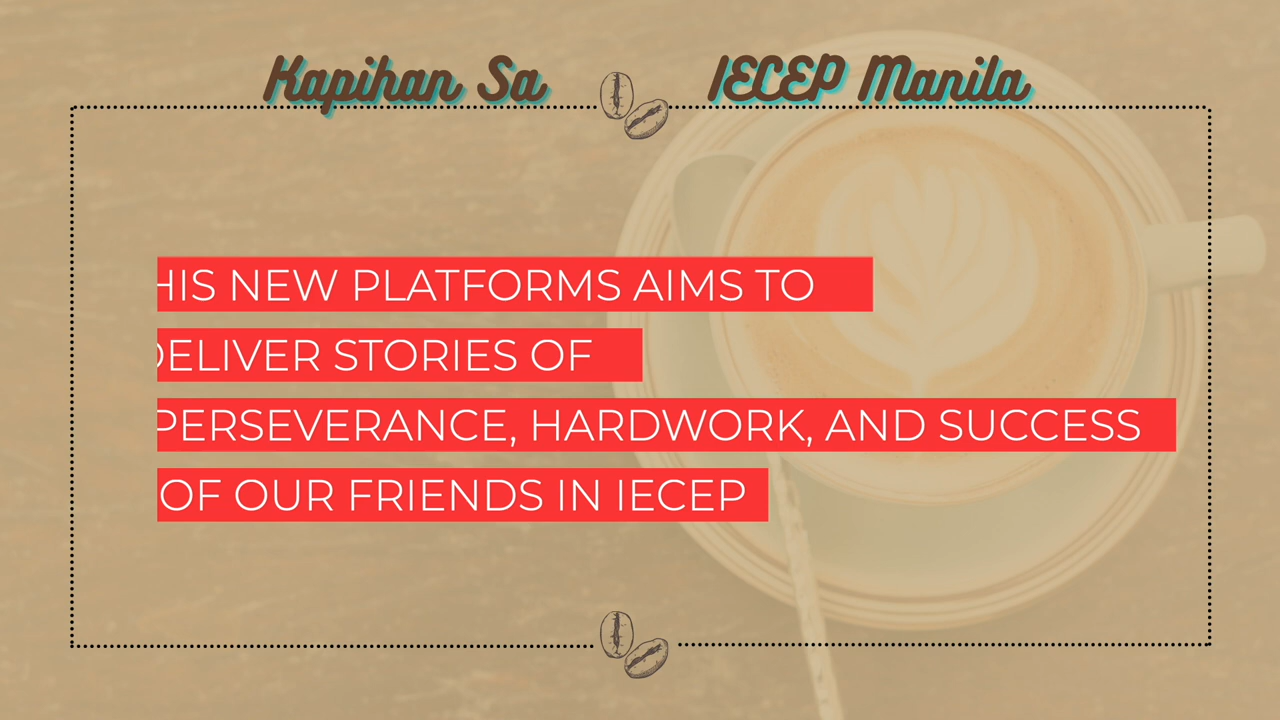 Kapihan Sa IECEP Manila
HIS NEW PLATFORMS AIMS TO
DELIVER STORIES OF
PERSEVERANCE, HARDWORK, AND SUCCESS
OF OUR FRIENDS IN IECEP